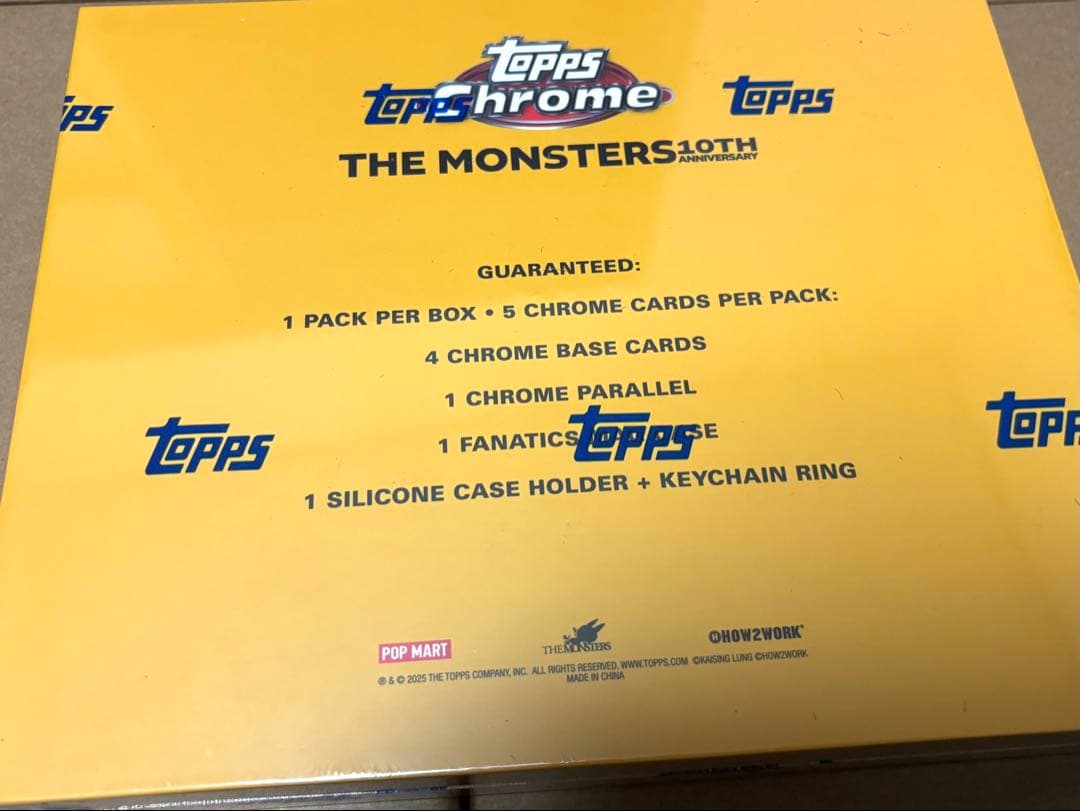 TOPPS
Chrome
TOPPS TOPPS
THE MONSTERS 10TH
ANNIVERSARY
GUARANTEED:
1 PACK PER BOX • 5 CHROME CARDS PER PACK:
4 CHROME BASE CARDS
1 CHROME PARALLEL
TOPPS TOPPS
1 FANATICS
1 SILICONE CASE HOLDER + KEYCHAIN RING
POP MART
THE MONSTERS
HOW2WORK
® & © 2025 THE TOPPS COMPANY, INC. ALL RIGHTS RESERVED. WWW.TOPPS.COM ©KAISING LUNG ©HOW2WORK
MADE IN CHINA